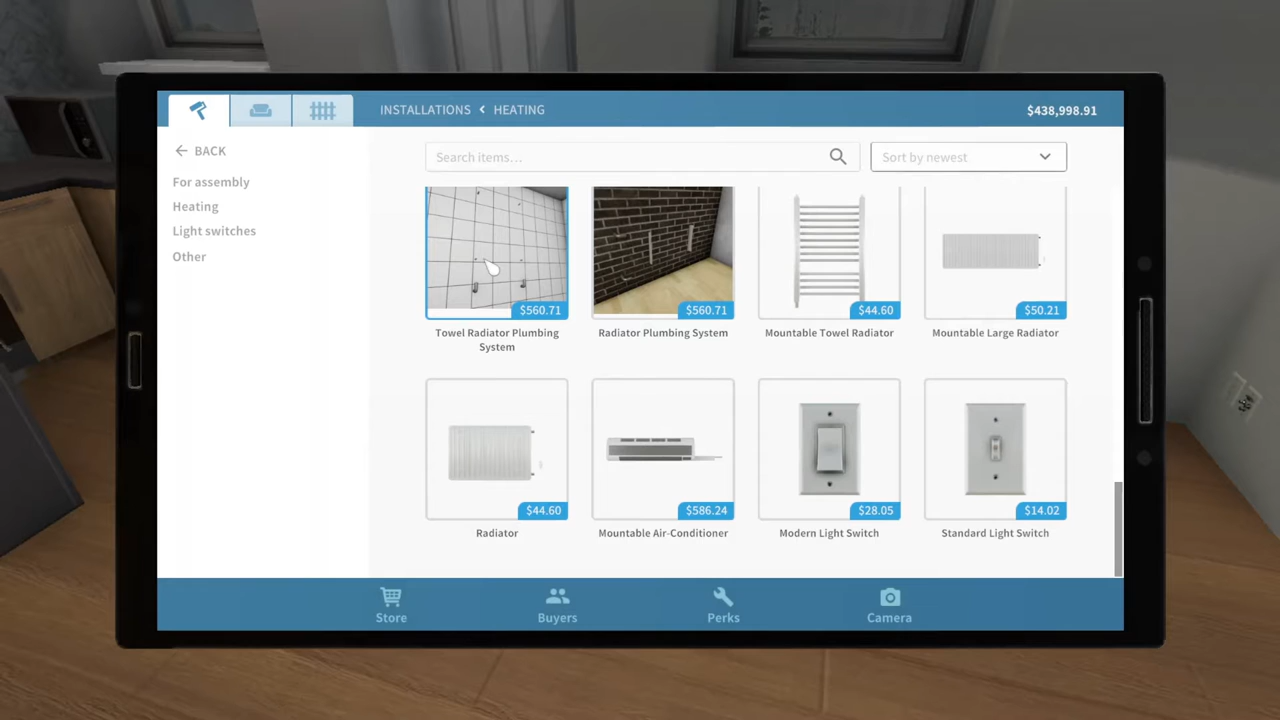 INSTALLATIONS < HEATING
$438,998.91
BACK
Search items...
Sort by newest
For assembly
Heating
Light switches
Other
$560.71
$560.71
$44.60
$50.21
Towel Radiator Plumbing
System
Radiator Plumbing System
Mountable Towel Radiator
Mountable Large Radiator
$44.60
$586.24
$28.05
$14.02
Radiator
Mountable Air-Conditioner
Modern Light Switch
Standard Light Switch
Store
Buyers
Perks
Camera